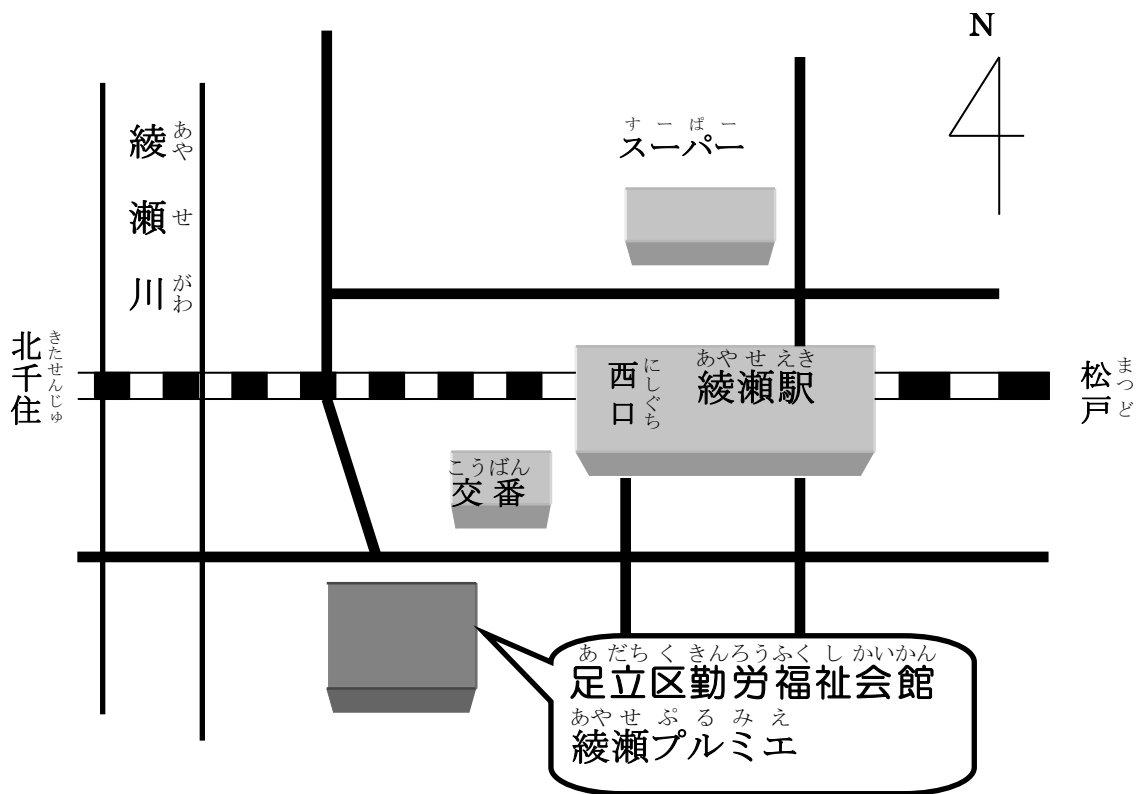 N
すーぱー
スーパー
あやせがわ
綾瀬川
きたせんじゅ
北千住
にしぐち
西口
あやせえき
綾瀬駅
まつど
松戸
こうばん
交番
あだちくきんろうふくしかいかん
足立区勤労福祉会館
あやせぷるみえ
綾瀬プルミエ